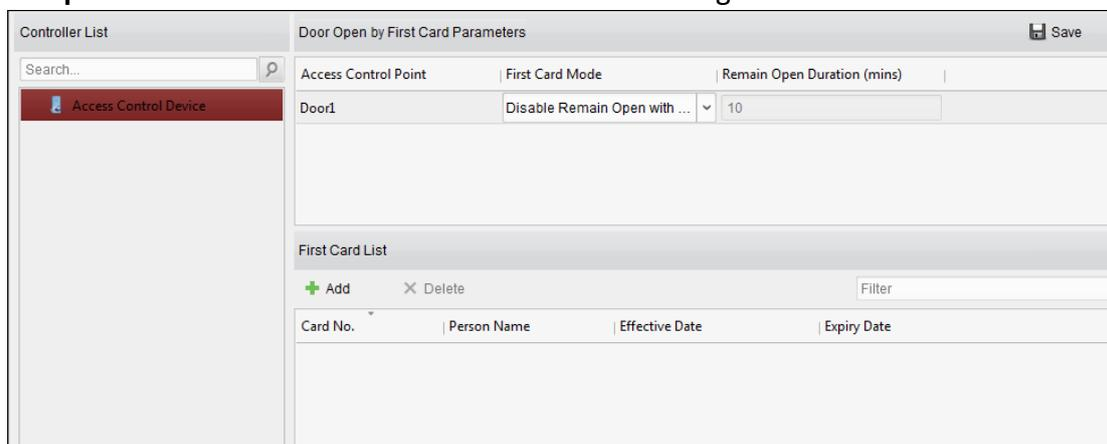 Controller List
Door Open by First Card Parameters
Save
Search...
Access Control Point
First Card Mode
Remain Open Duration (mins)
Access Control Device
Door1
Disable Remain Open with ...
10
First Card List
Add
Delete
Filter
Card No.
Person Name
Effective Date
Expiry Date